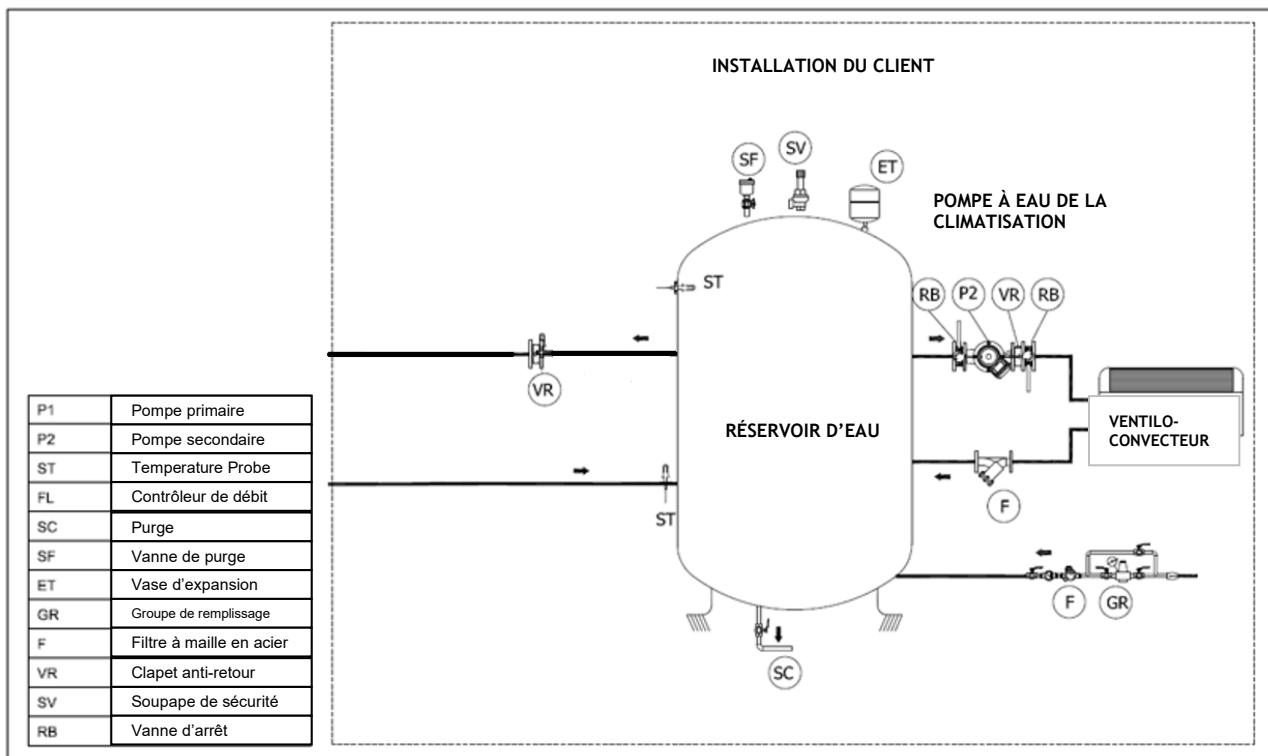 INSTALLATION DU CLIENT
SF
SV
ET
POMPE À EAU DE LA
CLIMATISATION
ST
RB
P2
VR
RB
VR
RÉSERVOIR D'EAU
VENTILO-
CONVECTEUR
ST
F
F
GR
SC
P1 Pompe primaire
P2 Pompe secondaire
ST Temperature Probe
FL Contrôleur de débit
SC Purge
SF Vanne de purge
ET Vase d'expansion
GR Groupe de remplissage
F Filtre à maille en acier
VR Clapet anti-retour
SV Soupape de sécurité
RB Vanne d'arrêt